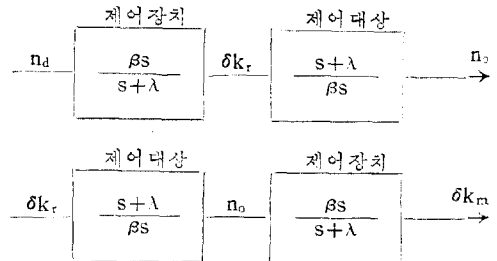 제어장치 제어대상
n_d βs/(s+λ) δk_r (s+λ)/βs n_o
제어대상 제어장치
δk_r (s+λ)/βs n_o βs/(s+λ) δk_m